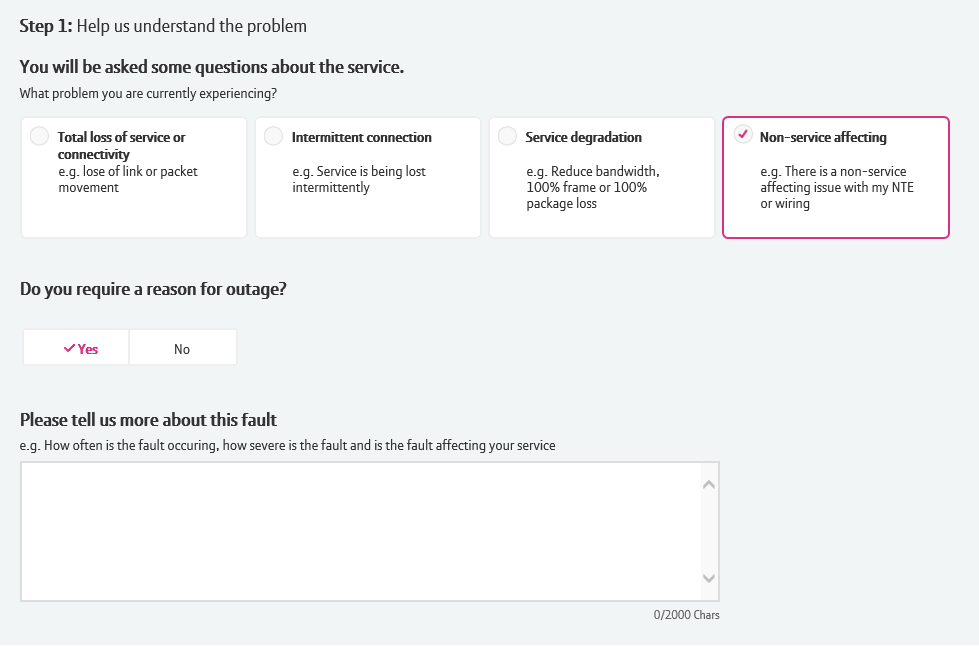 Step 1: Help us understand the problem
You will be asked some questions about the service.
What problem you are currently experiencing?
Total loss of service or
connectivity
e.g. lose of link or packet
movement
Intermittent connection
e.g. Service is being lost
intermittently
Service degradation
e.g. Reduce bandwidth,
100% frame or 100%
package loss
Non-service affecting
e.g. There is a non-service
affecting issue with my NTE
or wiring
Do you require a reason for outage?
Yes
No
Please tell us more about this fault
e.g. How often is the fault occuring, how severe is the fault and is the fault affecting your service
0/2000 Chars